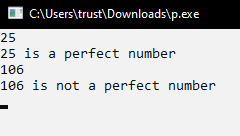 C:\Users\trust\Downloads\p.exe
25
25 is a perfect number
106
106 is not a perfect number